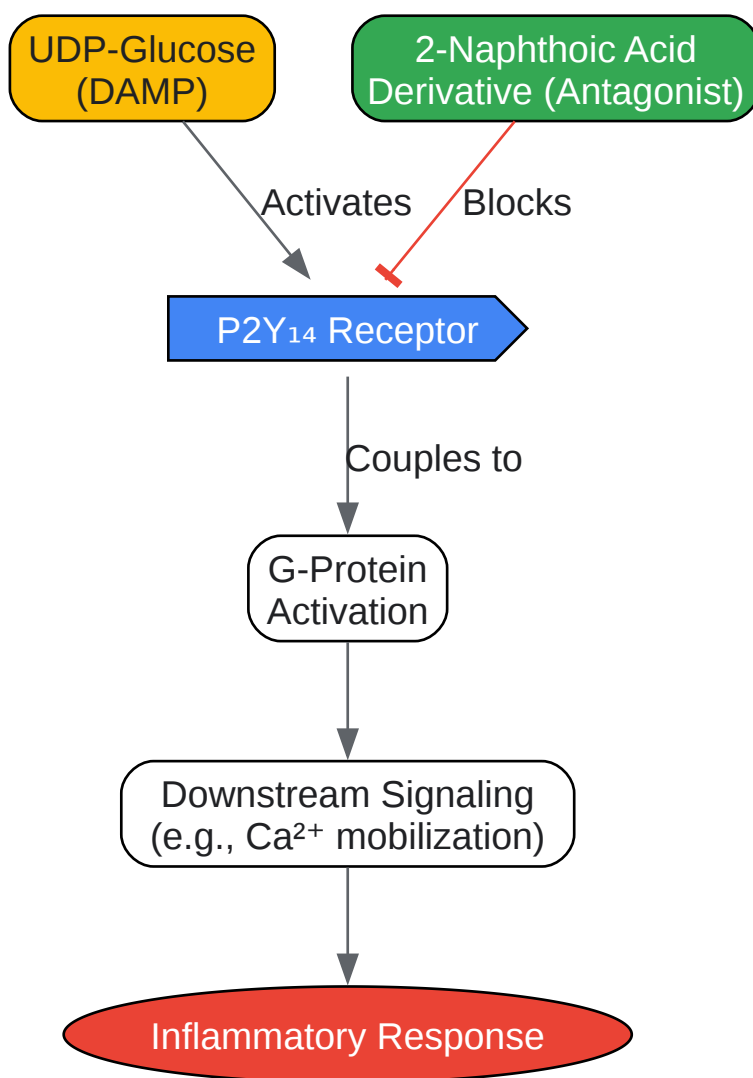 UDP-Glucose
(DAMP)
2-Naphthoic Acid
Derivative (Antagonist)
Activates
Blocks
P2Y₁₄ Receptor
Couples to
G-Protein
Activation
Downstream Signaling
(e.g., Ca²⁺ mobilization)
Inflammatory Response